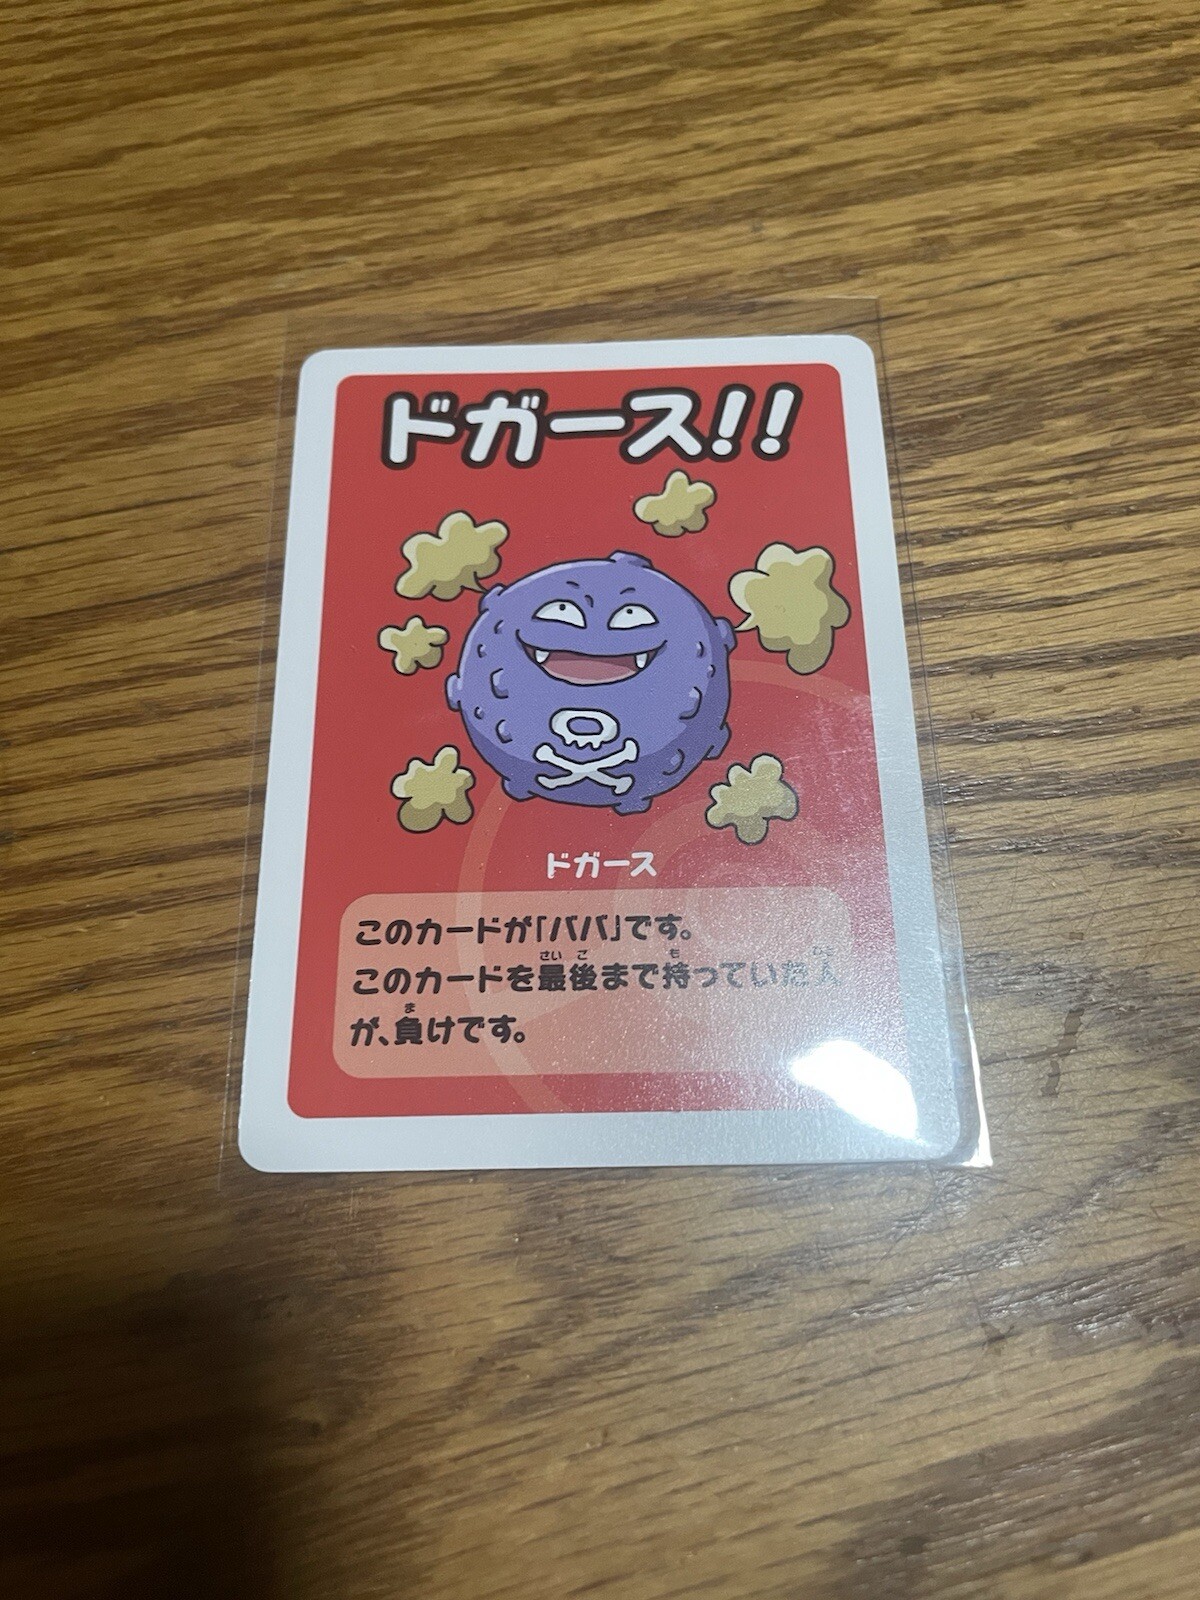 ドガース!!
ドガース
このカードが「ババ」です。
このカードを最後まで持っていた人
が、負けです。